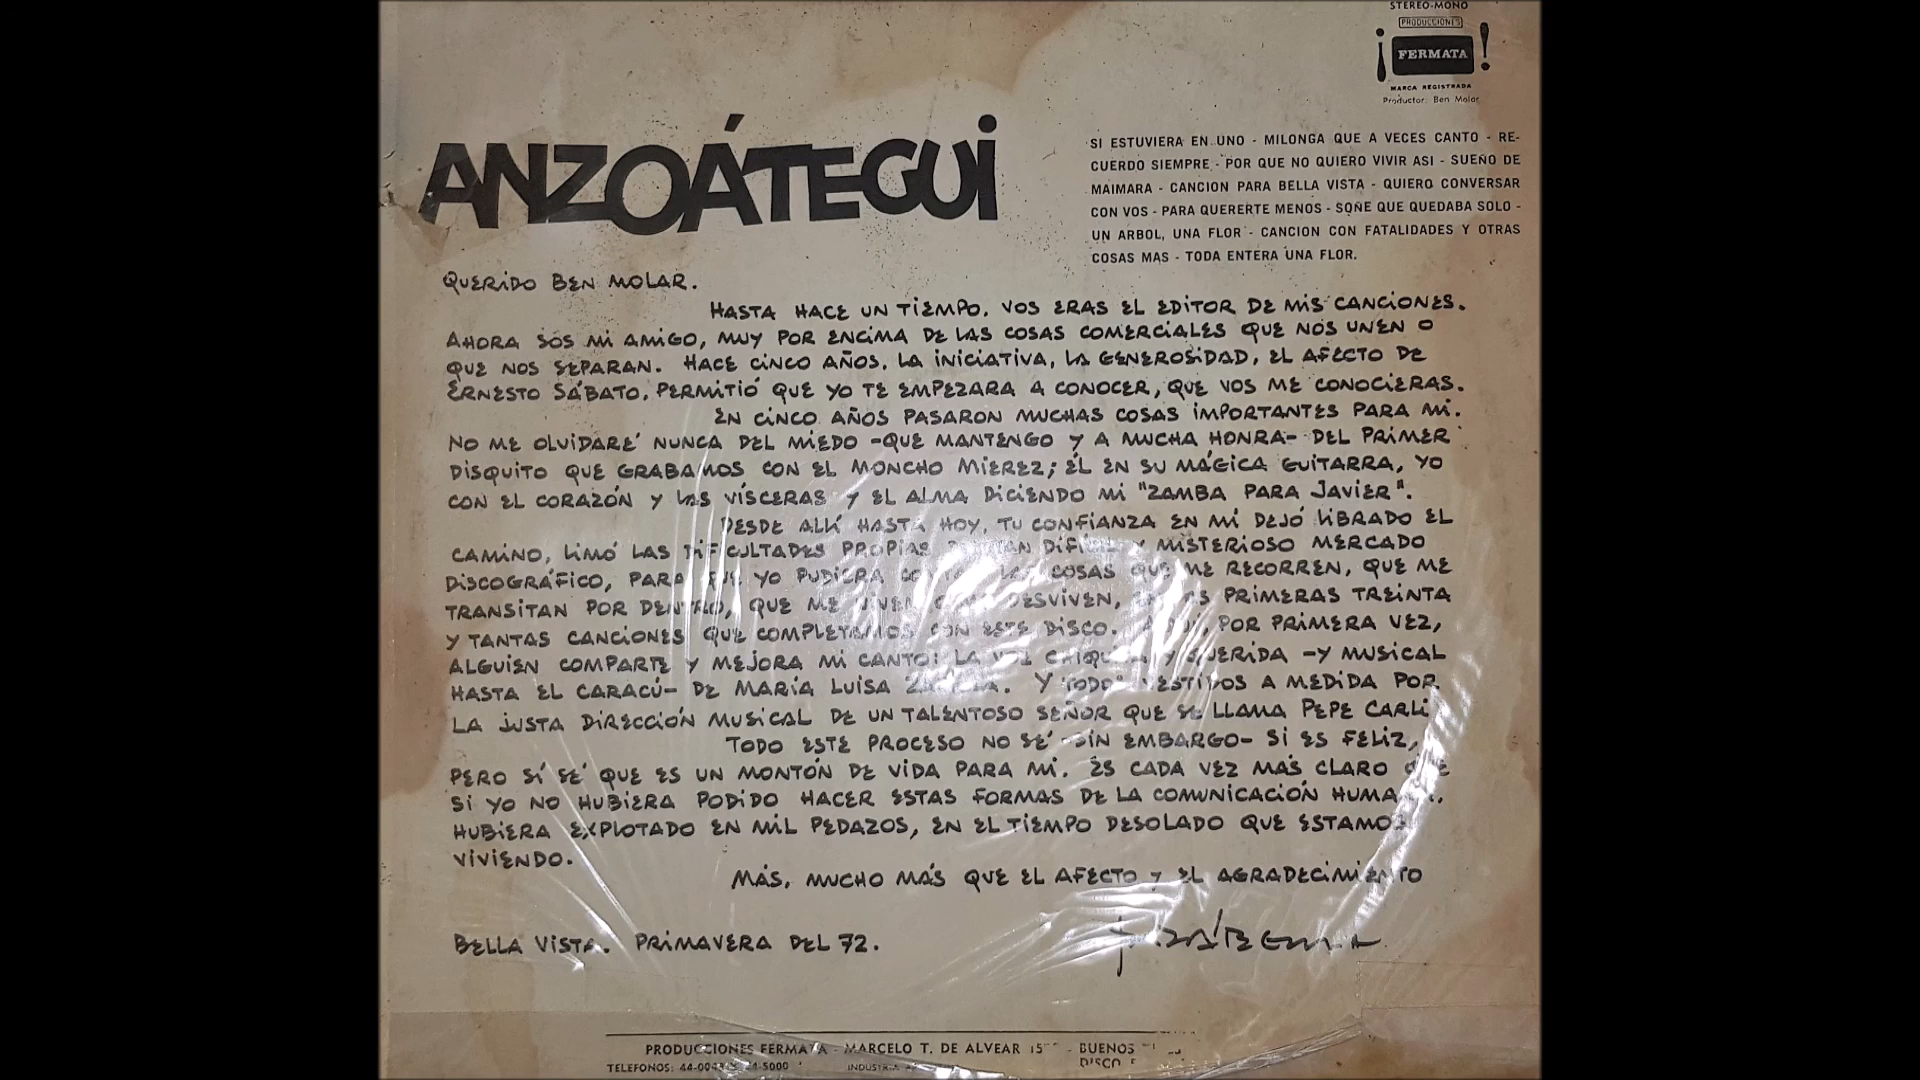 STEREO-MONO
PRODUCCIONES
¡FERMATA!
MARCA REGISTRADA
Productor: Ben Molar
ANZOÁTEGUI
SI ESTUVIERA EN UNO - MILONGA QUE A VECES CANTO - RE-
CUERDO SIEMPRE - POR QUE NO QUIERO VIVIR ASI - SUEÑO DE
MAIMARA - CANCION PARA BELLA VISTA - QUIERO CONVERSAR
CON VOS - PARA QUERERTE MENOS - SOÑE QUE QUEDABA SOLO -
UN ARBOL, UNA FLOR - CANCION CON FATALIDADES Y OTRAS
COSAS MAS - TODA ENTERA UNA FLOR.
QUERIDO BEN MOLAR.
HASTA HACE UN TIEMPO. VOS ERAS EL EDITOR DE MIS CANCIONES.
AHORA SOS MI AMIGO, MUY POR ENCIMA DE LAS COSAS COMERCIALES QUE NOS UNEN O
QUE NOS SEPARAN. HACE CINCO AÑOS. LA INICIATIVA, LA GENEROSIDAD, EL AFECTO DE
ERNESTO SÁBATO, PERMITIÓ QUE YO TE EMPEZARA A CONOCER, QUE VOS ME CONOCIERAS.
EN CINCO AÑOS PASARON MUCHAS COSAS IMPORTANTES PARA MÍ.
NO ME OLVIDARÉ NUNCA DEL MIEDO -QUE MANTENGO Y A MUCHA HONRA- DEL PRIMER
DISQUITO QUE GRABAMOS CON EL MONCHO MIEREZ; ÉL EN SU MÁGICA GUITARRA, YO
CON EL CORAZÓN Y LAS VÍSCERAS Y EL ALMA DICIENDO MI "ZAMBA PARA JAVIER".
DESDE ALLÍ HASTA HOY, TU CONFIANZA EN MÍ DEJÓ LIBRADO EL
CAMINO, LIMÓ LAS DIFICULTADES PROPIAS DIFÍCIL Y MISTERIOSO MERCADO
DISCOGRÁFICO, PARA QUE YO PUDIERA COSAS QUE ME RECORREN, QUE ME
TRANSITAN POR DENTRO, QUE ME DESVIVEN, PRIMERAS TREINTA
Y TANTAS CANCIONES QUE COMPLETAMOS CON ESTE DISCO. POR PRIMERA VEZ,
ALGUIEN COMPARTE Y MEJORA MI CANTO: LA VOZ Y QUERIDA -Y MUSICAL
HASTA EL CARACÚ- DE MARÍA LUISA Y TODO VESTIDOS A MEDIDA POR
LA JUSTA DIRECCIÓN MUSICAL DE UN TALENTOSO SEÑOR QUE SE LLAMA PEPE CARLI
TODO ESTE PROCESO NO SÉ -SIN EMBARGO- SI ES FELIZ,
PERO SÍ SÉ QUE ES UN MONTÓN DE VIDA PARA MÍ. ES CADA VEZ MAS CLARO QUE
SI YO NO HUBIERA PODIDO HACER ESTAS FORMAS DE LA COMUNICACIÓN HUMANA,
HUBIERA EXPLOTADO EN MIL PEDAZOS, EN EL TIEMPO DESOLADO QUE ESTAMOS
VIVIENDO.
MÁS, MUCHO MÁS QUE EL AFECTO Y EL AGRADECIMIENTO
BELLA VISTA. PRIMAVERA DEL 72.
PRODUCCIONES FERMATA - MARCELO T. DE ALVEAR - BUENOS
TELEFONOS: